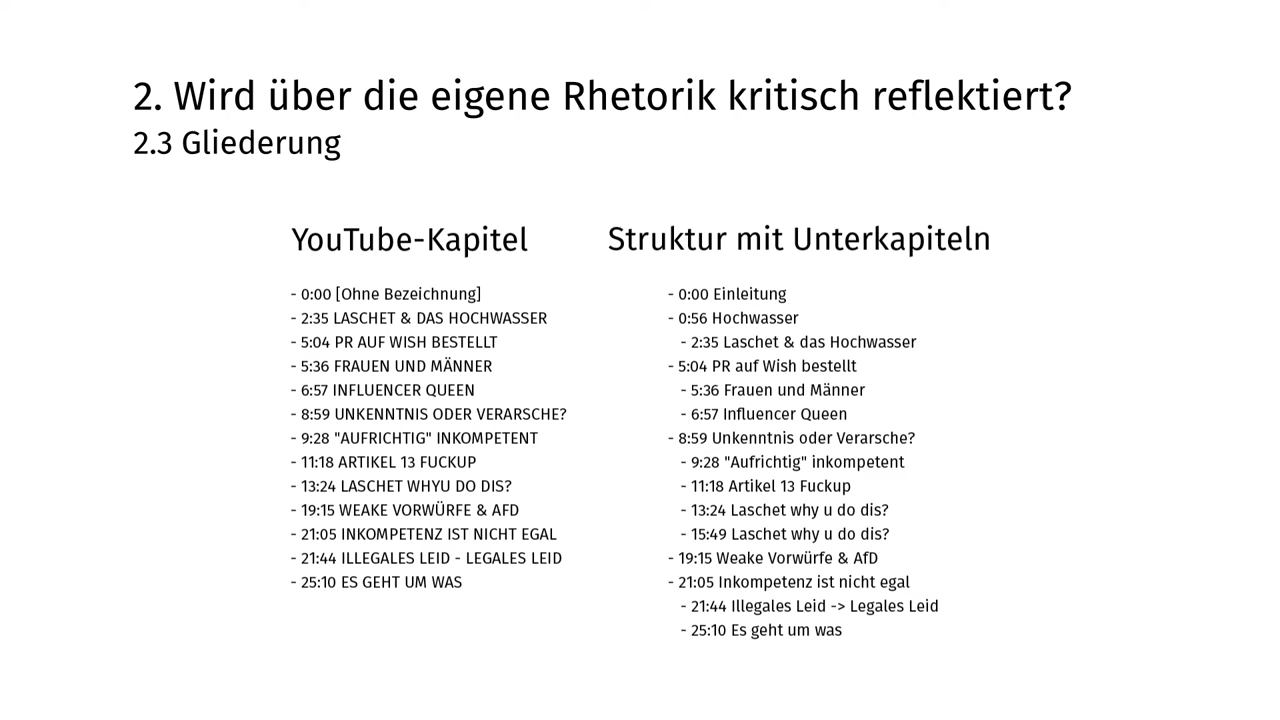 2. Wird über die eigene Rhetorik kritisch reflektiert?
2.3 Gliederung
YouTube-Kapitel
- 0:00 [Ohne Bezeichnung]
- 2:35 LASCHET & DAS HOCHWASSER
- 5:04 PR AUF WISH BESTELLT
- 5:36 FRAUEN UND MÄNNER
- 6:57 INFLUENCER QUEEN
- 8:59 UNKENNTNIS ODER VERARSCHE?
- 9:28 "AUFRICHTIG" INKOMPETENT
- 11:18 ARTIKEL 13 FUCKUP
- 13:24 LASCHET WHYU DO DIS?
- 19:15 WEAKE VORWÜRFE & AFD
- 21:05 INKOMPETENZ IST NICHT EGAL
- 21:44 ILLEGALES LEID - LEGALES LEID
- 25:10 ES GEHT UM WAS
Struktur mit Unterkapiteln
- 0:00 Einleitung
- 0:56 Hochwasser
- 2:35 Laschet & das Hochwasser
- 5:04 PR auf Wish bestellt
- 5:36 Frauen und Männer
- 6:57 Influencer Queen
- 8:59 Unkenntnis oder Verarsche?
- 9:28 "Aufrichtig" inkompetent
- 11:18 Artikel 13 Fuckup
- 13:24 Laschet why u do dis?
- 15:49 Laschet why u do dis?
- 19:15 Weake Vorwürfe & AfD
- 21:05 Inkompetenz ist nicht egal
- 21:44 Illegales Leid -> Legales Leid
- 25:10 Es geht um was